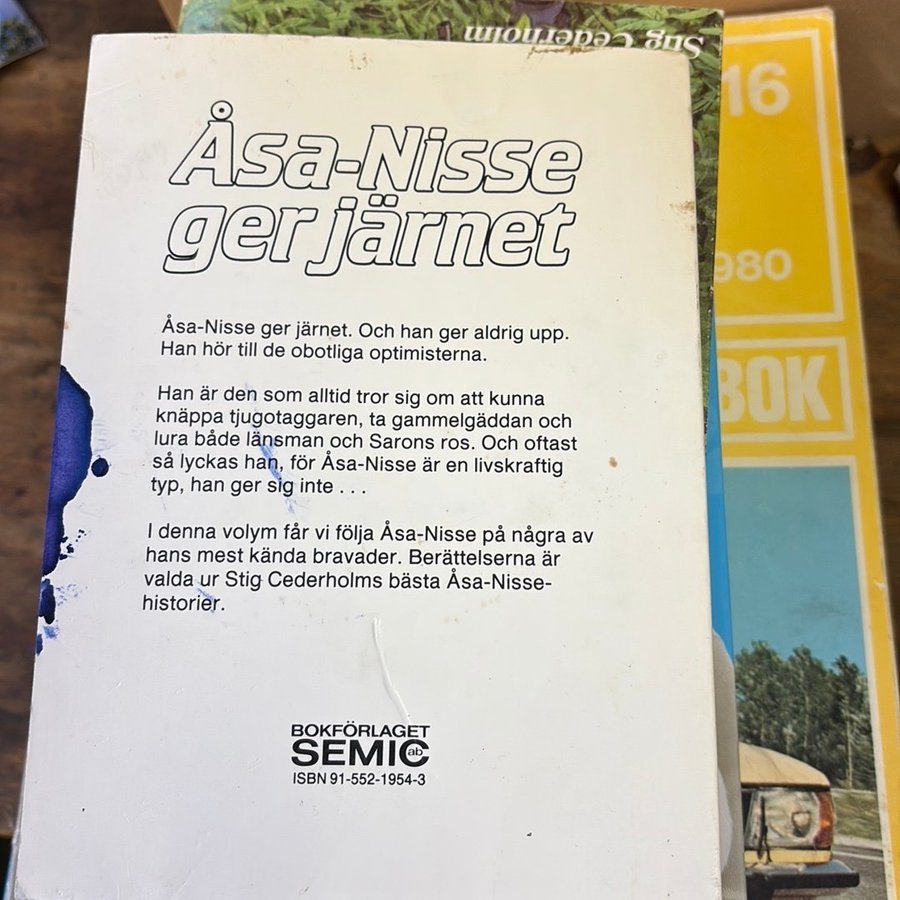 Stig Cederholm
16
980
BOK
Åsa-Nisse
ger järnet
Åsa-Nisse ger järnet. Och han ger aldrig upp.
Han hör till de obotliga optimisterna.
Han är den som alltid tror sig om att kunna
knäppa tjugotaggaren, ta gammelgäddan och
lura både länsman och Sarons ros. Och oftast
så lyckas han, för Åsa-Nisse är en livskraftig
typ, han ger sig inte . . .
I denna volym får vi följa Åsa-Nisse på några av
hans mest kända bravader. Berättelserna är
valda ur Stig Cederholms bästa Åsa-Nisse-
historier.
BOKFÖRLAGET
SEMIC ab
ISBN 91-552-1954-3